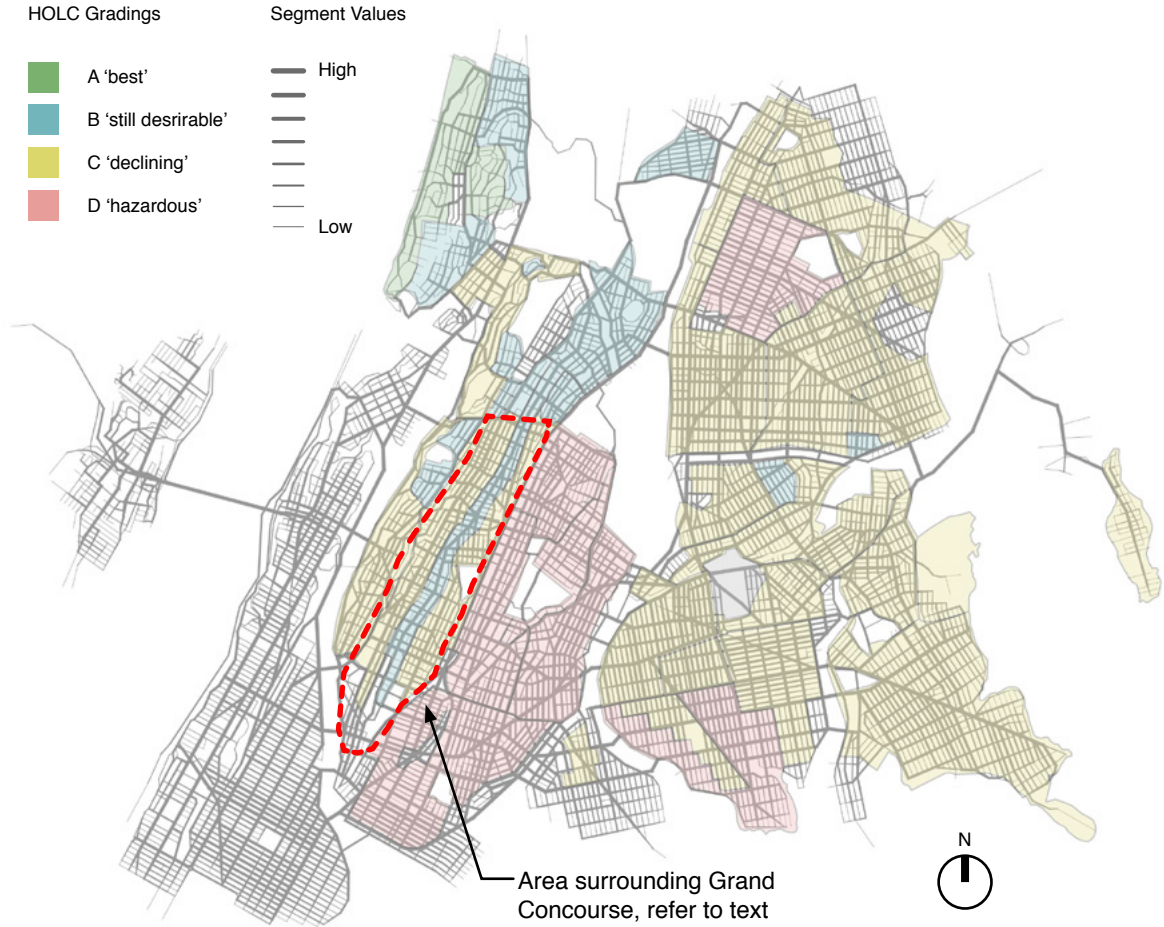 HOLC Gradings
Segment Values
A ‘best’
B ‘still desrirable’
C ‘declining’
D ‘hazardous’
High
Low
N
Area surrounding Grand
Concourse, refer to text